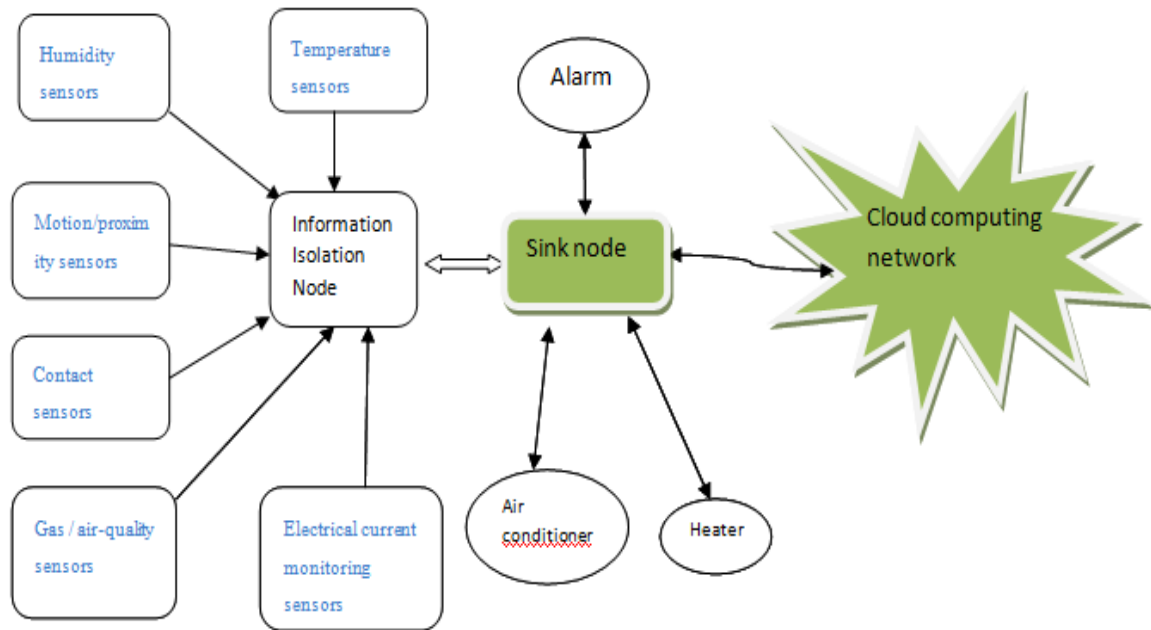 Humidity
sensors
Temperature
sensors
Alarm
Motion/proxim
ity sensors
Information
Isolation
Node
Sink node
Cloud computing
network
Contact
sensors
Gas / air-quality
sensors
Electrical current
monitoring
sensors
Air
conditioner
Heater